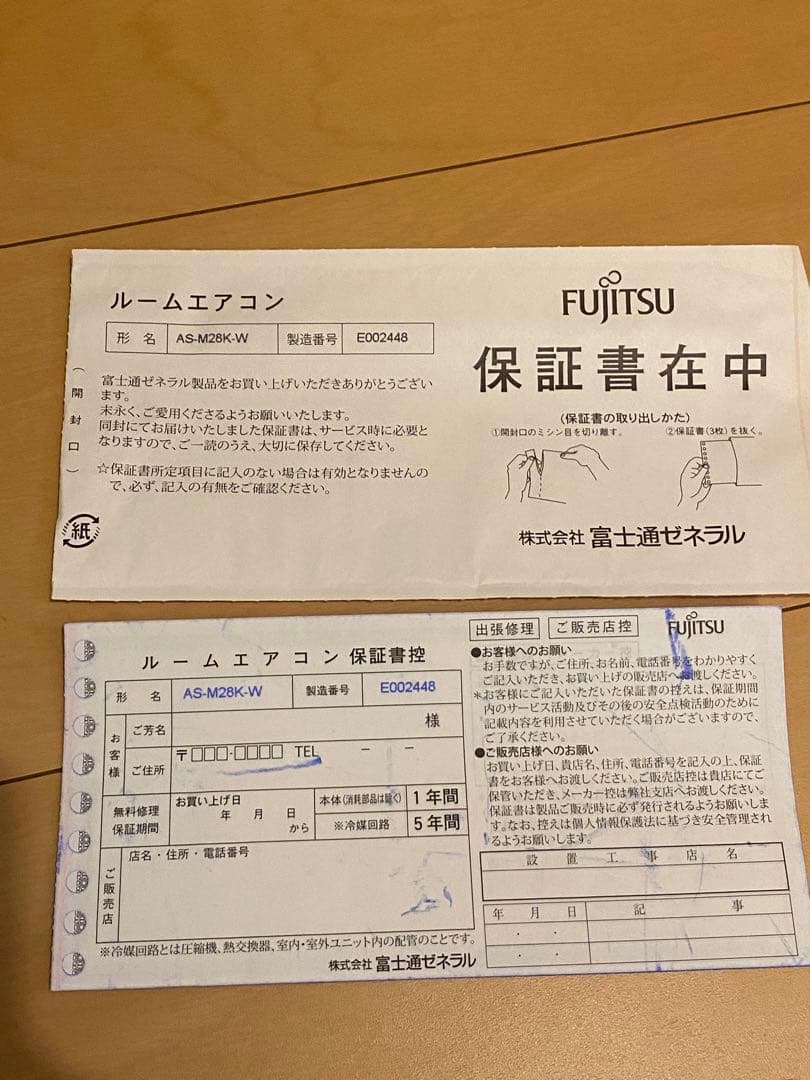 ルームエアコン
形 名 AS-M28K-W 製造番号 E002448
富士通ゼネラル製品をお買い上げいただきありがとうござい
ます。
末永く、ご愛用くださるようお願いいたします。
同封にてお届けいたしました保証書は、サービス時に必要と
なりますので、ご一読のうえ、大切に保存してください。
☆保証書所定項目に記入のない場合は有効となりませんの
で、必ず、記入の有無をご確認ください。
(開封口)
紙
FUJITSU
保証書在中
(保証書の取り出しかた)
①開封口のミシン目を切り離す。 ②保証書(3枚)を抜く。
株式会社 富士通ゼネラル
ルームエアコン 保証書控
形 名 AS-M28K-W 製造番号 E002448
お客様
ご芳名 様
ご住所 〒□□□-□□□□ TEL － －
無料修理
保証期間
お買い上げ日
年 月 日
から
本体(消耗部品は除く) 1年間
※冷媒回路 5年間
ご販売店
店名・住所・電話番号
※冷媒回路とは圧縮機、熱交換器、室内・室外ユニット内の配管のことです。
株式会社 富士通ゼネラル
出張修理 ご販売店控 FUJITSU
●お客様へのお願い
お手数ですが、ご住所、お名前、電話番号をわかりやすく
ご記入いただき、お買い上げの販売店へお渡しください。
＊お客様にご記入いただいた保証書の控えは、保証期間
内のサービス活動及びその後の安全点検活動のために
記載内容を利用させていただく場合がございますので、
ご了承ください。
●ご販売店様へのお願い
お買い上げ日、貴店名、住所、電話番号を記入の上、保証
書をお客様へお渡しください。ご販売店控は貴店にてご
保管いただき、メーカー控は弊社支店へお渡しください。
保証書は製品ご販売時に必ず発行されるようお願いしま
す。なお、控えは個人情報保護法に基づき安全管理され
るようお願いします。
設置工事店名
年 月 日 記 事
・ ・
・ ・